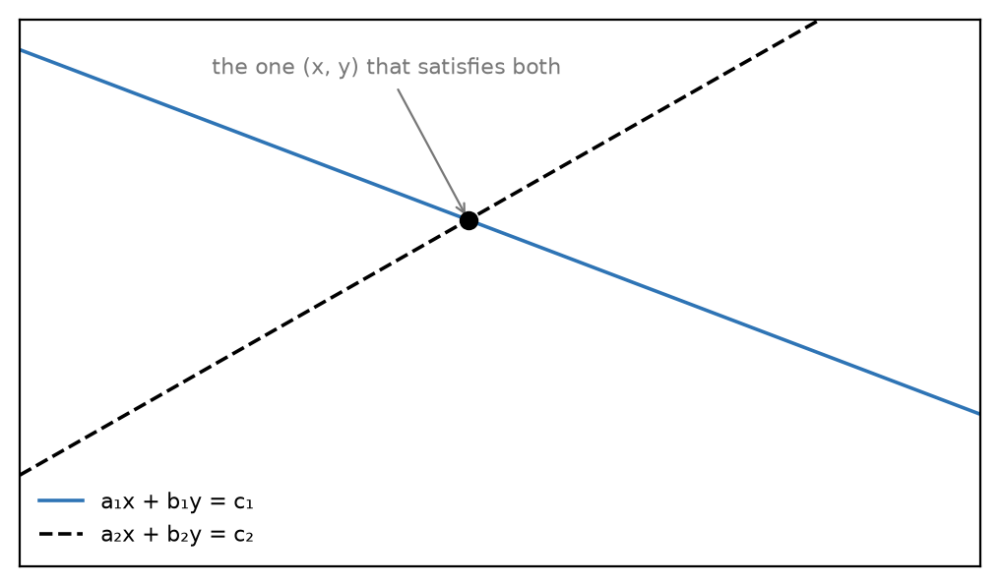 the one (x, y) that satisfies both
a₁x + b₁y = c₁
a₂x + b₂y = c₂